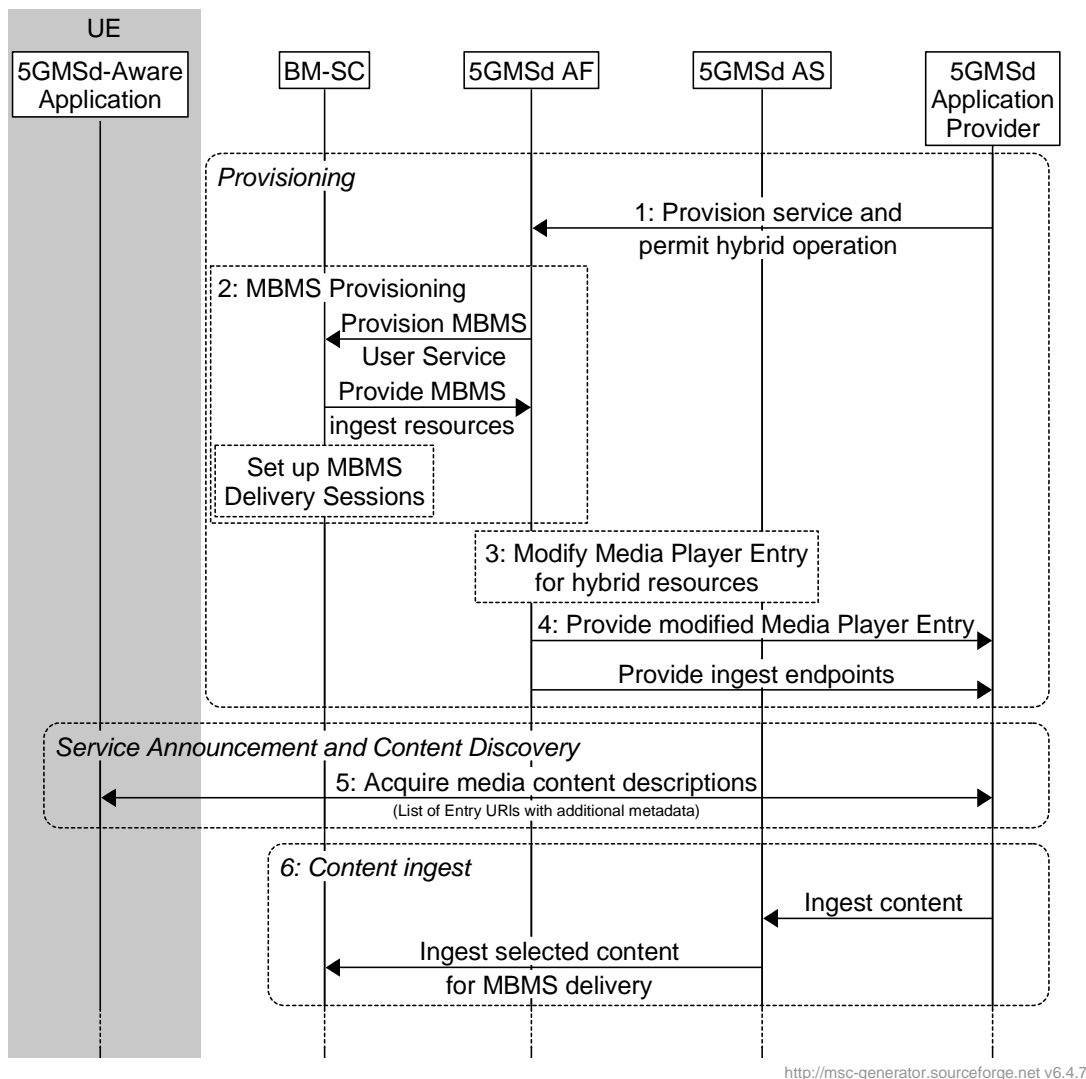 UE
5GMSd-Aware
Application
BM-SC
5GMSd AF
5GMSd AS
5GMSd
Application
Provider
Provisioning
1: Provision service and
permit hybrid operation
2: MBMS Provisioning
Provision MBMS
User Service
Provide MBMS
ingest resources
Set up MBMS
Delivery Sessions
3: Modify Media Player Entry
for hybrid resources
4: Provide modified Media Player Entry
Provide ingest endpoints
Service Announcement and Content Discovery
5: Acquire media content descriptions
(List of Entry URIs with additional metadata)
6: Content ingest
Ingest content
Ingest selected content
for MBMS delivery
http://msc-generator.sourceforge.net v6.4.7